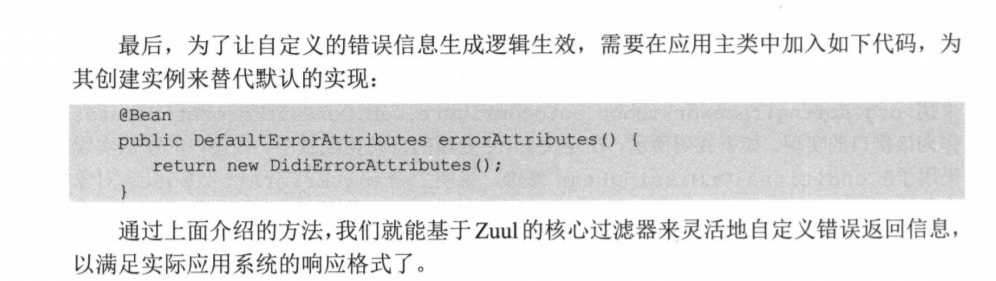 最后，为了让自定义的错误信息生成逻辑生效，需要在应用主类中加入如下代码，为
其创建实例来替代默认的实现：
@Bean
public DefaultErrorAttributes errorAttributes() {
return new DidiErrorAttributes();
}
通过上面介绍的方法，我们就能基于Zuul的核心过滤器来灵活地自定义错误返回信息，
以满足实际应用系统的响应格式了。